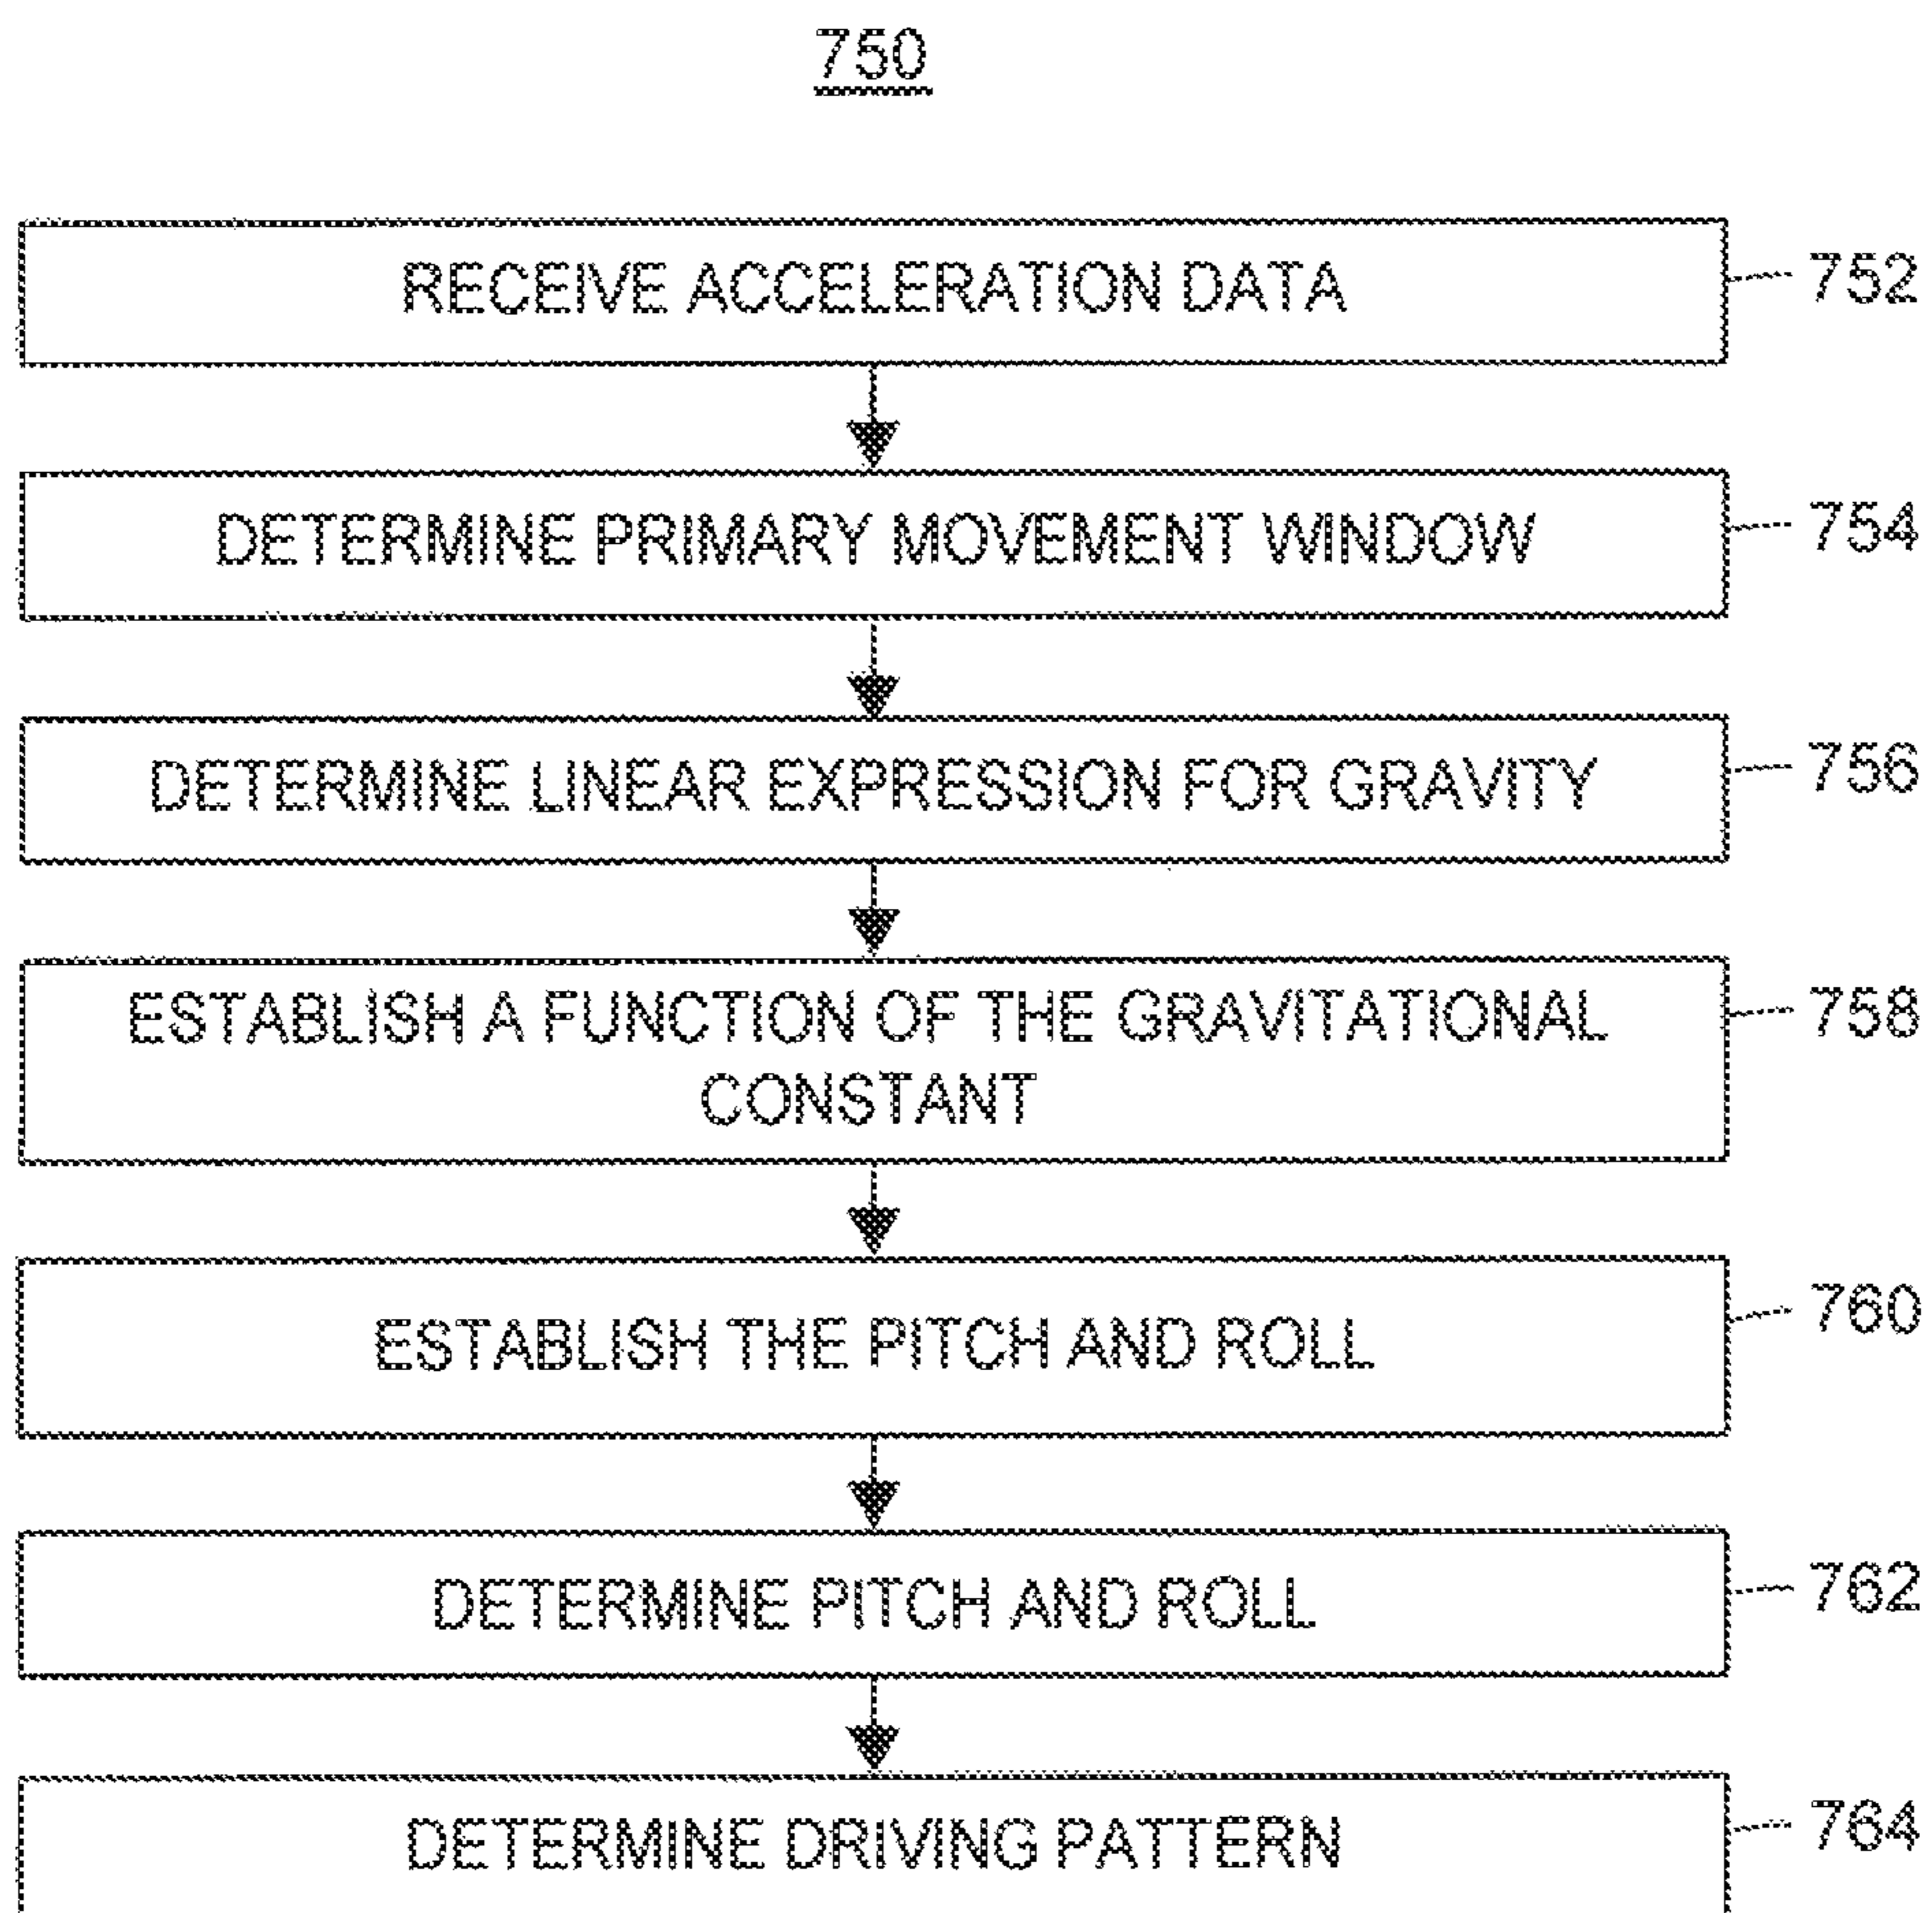 750
RECEIVE ACCELERATION DATA
752
DETERMINE PRIMARY MOVEMENT WINDOW
754
DETERMINE LINEAR EXPRESSION FOR GRAVITY
756
ESTABLISH A FUNCTION OF THE GRAVITATIONAL
CONSTANT
758
ESTABLISH THE PITCH AND ROLL
760
DETERMINE PITCH AND ROLL
762
DETERMINE DRIVING PATTERN
764